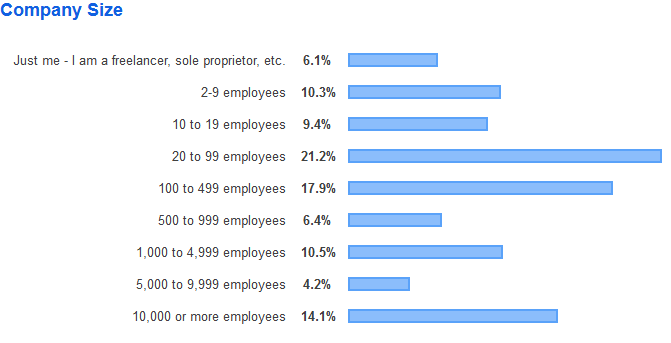 Company Size
Just me - I am a freelancer, sole proprietor, etc. 6.1%
2-9 employees 10.3%
10 to 19 employees 9.4%
20 to 99 employees 21.2%
100 to 499 employees 17.9%
500 to 999 employees 6.4%
1,000 to 4,999 employees 10.5%
5,000 to 9,999 employees 4.2%
10,000 or more employees 14.1%